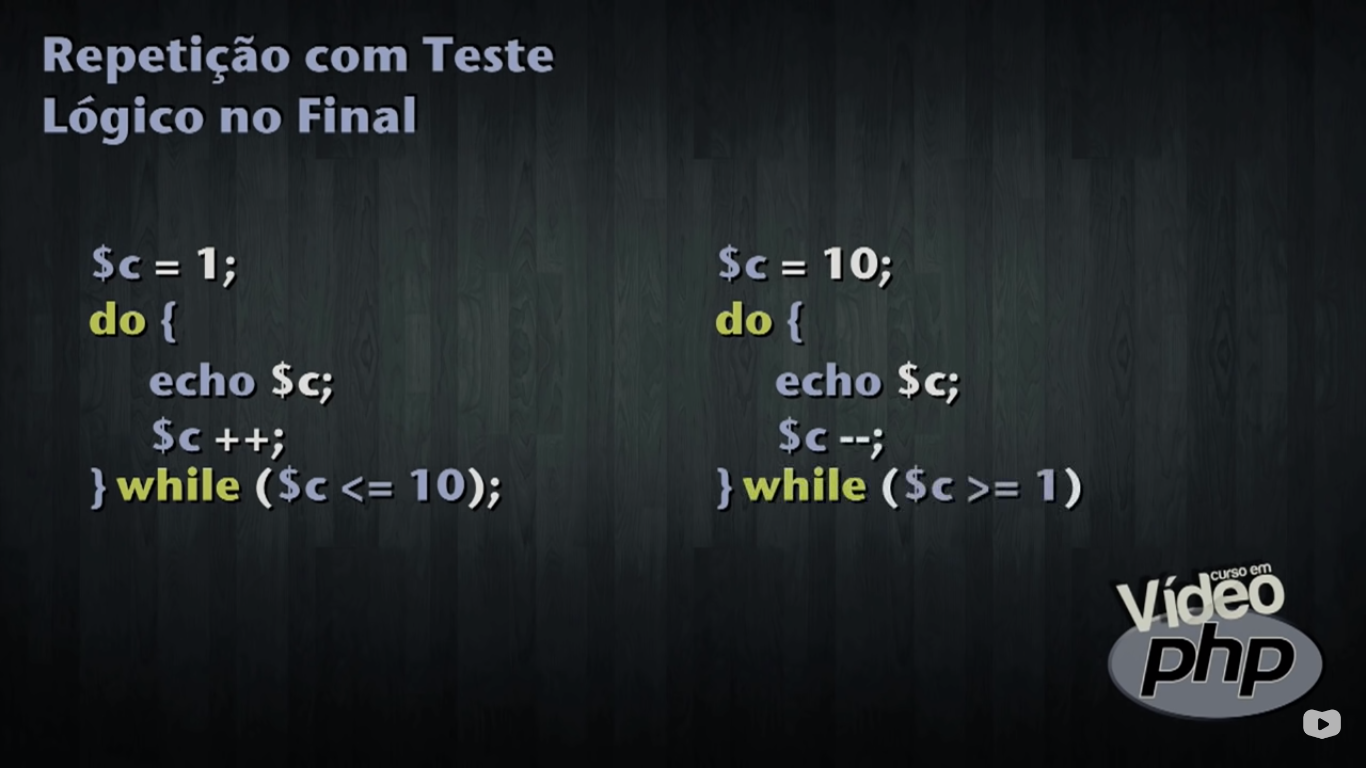 Repetição com Teste
Lógico no Final
$c = 1;
do {
echo $c;
$c ++;
} while ($c <= 10);
$c = 10;
do {
echo $c;
$c --;
} while ($c >= 1)
curso em
Vídeo
php